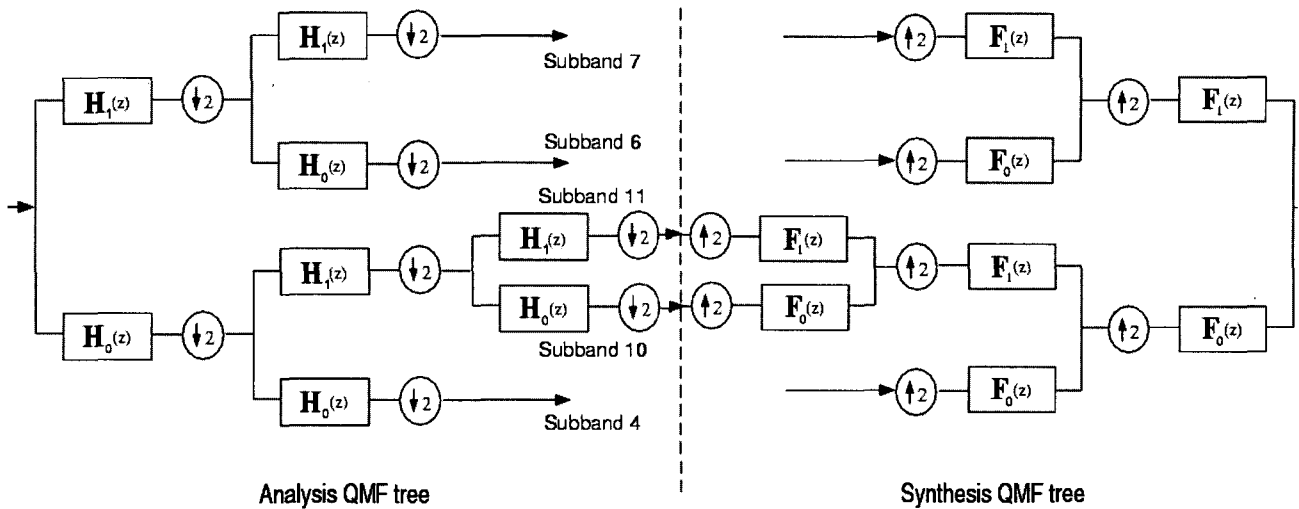 H₁(z) ↓2 H₁(z) ↓2 Subband 7
H₀(z) ↓2 Subband 6
H₀(z) ↓2 H₁(z) ↓2 H₁(z) ↓2 Subband 11
H₀(z) ↓2 Subband 10
H₀(z) ↓2 Subband 4
Analysis QMF tree
↑2 F₁(z) ↑2 F₁(z)
↑2 F₀(z)
↑2 F₁(z) ↑2 F₁(z) ↑2 F₀(z)
↑2 F₀(z)
↑2 F₀(z)
Synthesis QMF tree